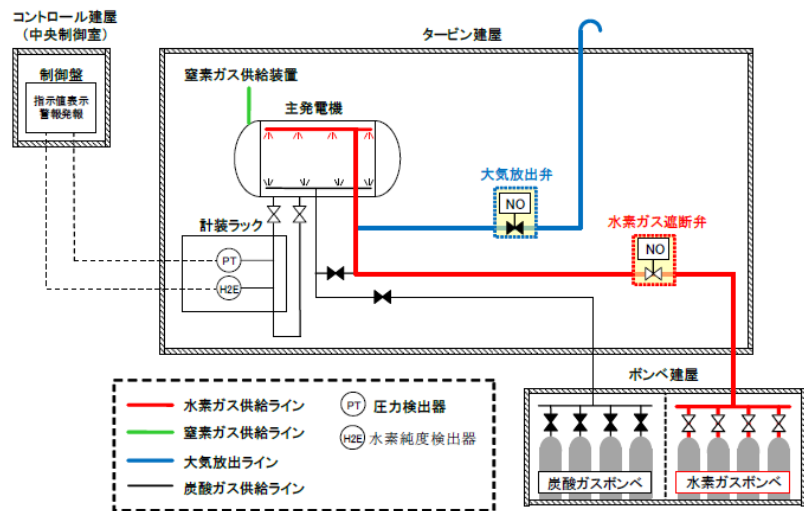 コントロール建屋
(中央制御室)
制御盤
指示値表示
警報発報
タービン建屋
窒素ガス供給装置
主発電機
大気放出弁
NO
水素ガス遮断弁
NO
計装ラック
PT
H2E
ボンベ建屋
炭酸ガスボンベ
水素ガスボンベ
水素ガス供給ライン
窒素ガス供給ライン
大気放出ライン
炭酸ガス供給ライン
PT 圧力検出器
H2E 水素純度検出器